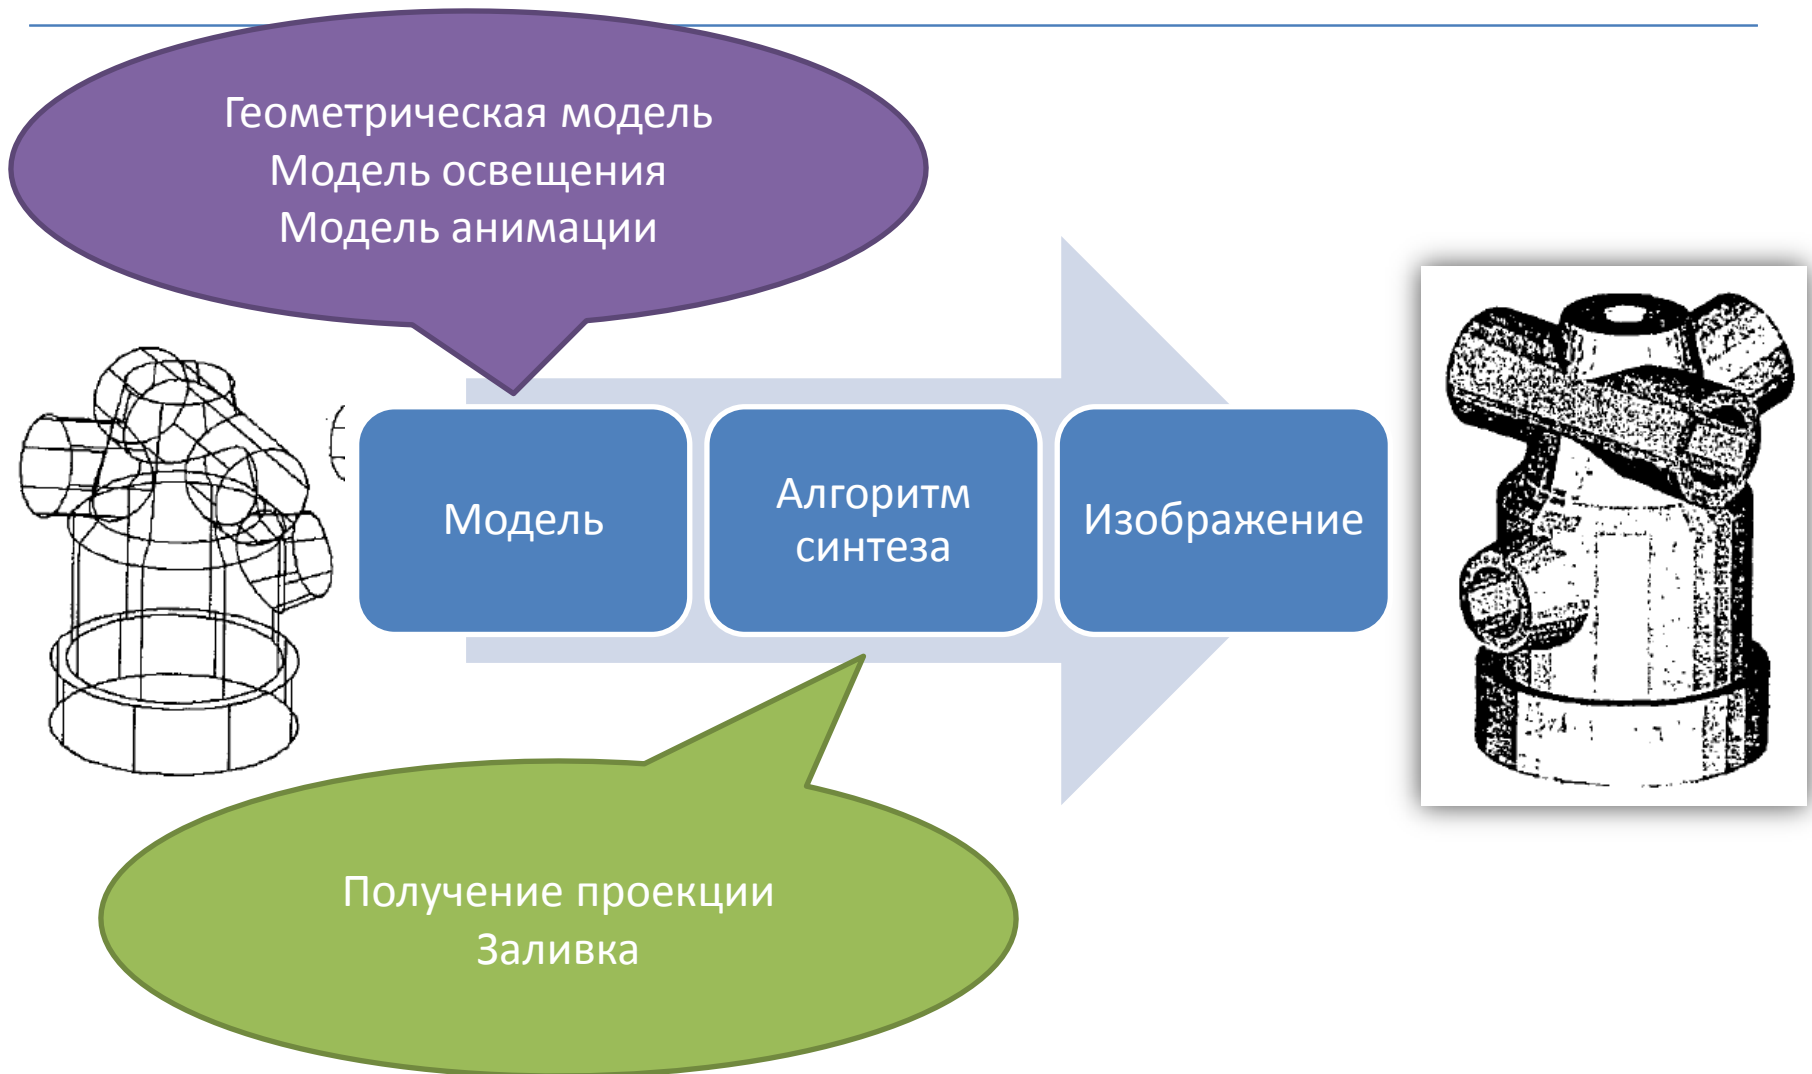 Геометрическая модель
Модель освещения
Модель анимации
Модель
Алгоритм
синтеза
Изображение
Получение проекции
Заливка